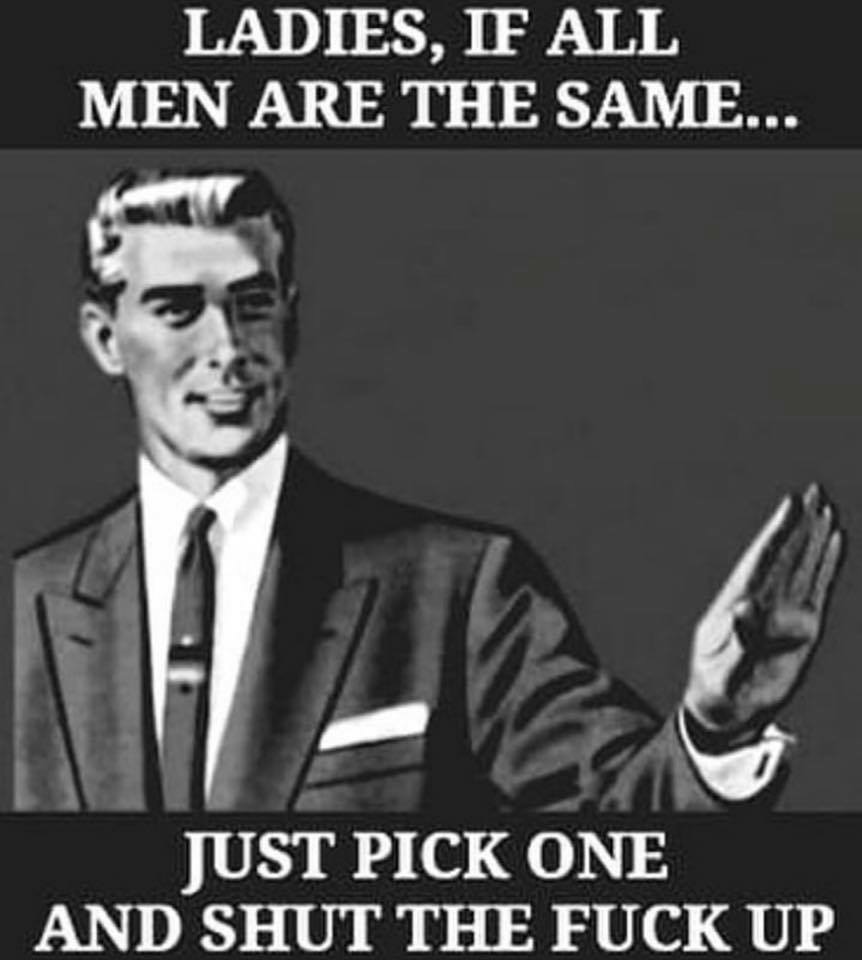 LADIES, IF ALL
MEN ARE THE SAME...
JUST PICK ONE
AND SHUT THE FUCK UP